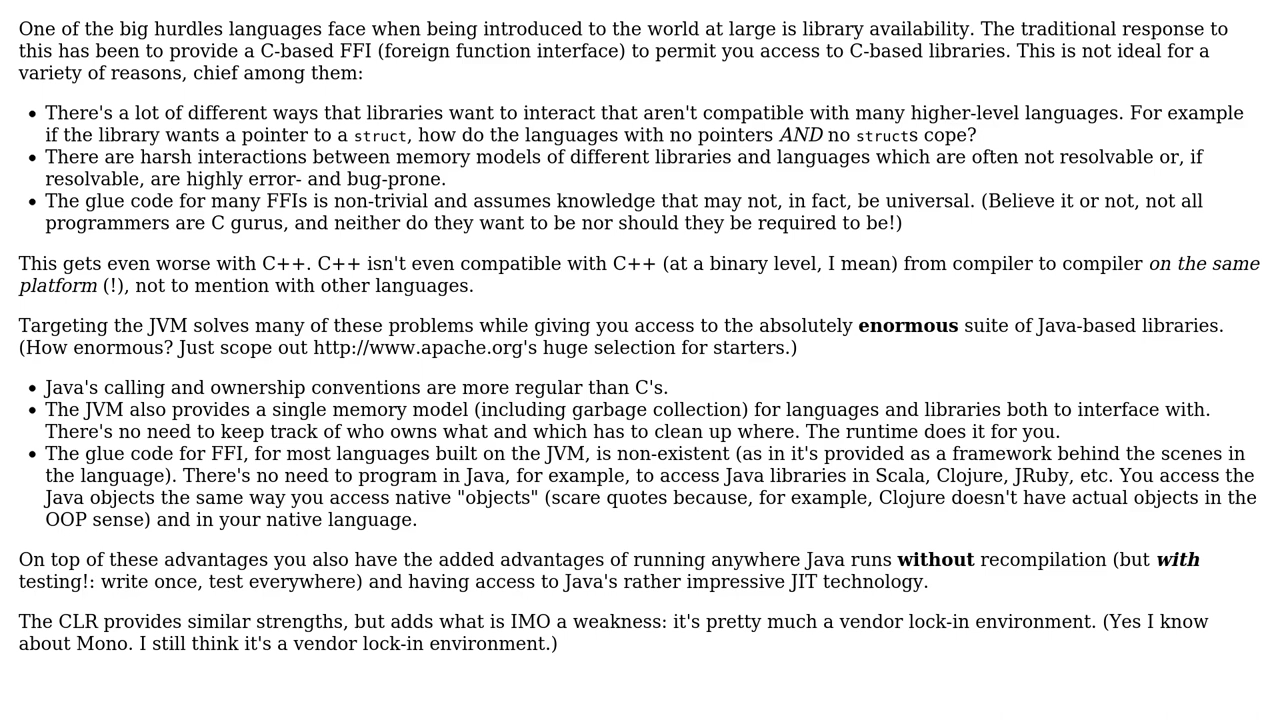 One of the big hurdles languages face when being introduced to the world at large is library availability. The traditional response to
this has been to provide a C-based FFI (foreign function interface) to permit you access to C-based libraries. This is not ideal for a
variety of reasons, chief among them:
• There's a lot of different ways that libraries want to interact that aren't compatible with many higher-level languages. For example
if the library wants a pointer to a struct, how do the languages with no pointers AND no structs cope?
• There are harsh interactions between memory models of different libraries and languages which are often not resolvable or, if
resolvable, are highly error- and bug-prone.
• The glue code for many FFIs is non-trivial and assumes knowledge that may not, in fact, be universal. (Believe it or not, not all
programmers are C gurus, and neither do they want to be nor should they be required to be!)
This gets even worse with C++. C++ isn't even compatible with C++ (at a binary level, I mean) from compiler to compiler on the same
platform (!), not to mention with other languages.
Targeting the JVM solves many of these problems while giving you access to the absolutely enormous suite of Java-based libraries.
(How enormous? Just scope out http://www.apache.org's huge selection for starters.)
• Java's calling and ownership conventions are more regular than C's.
• The JVM also provides a single memory model (including garbage collection) for languages and libraries both to interface with.
There's no need to keep track of who owns what and which has to clean up where. The runtime does it for you.
• The glue code for FFI, for most languages built on the JVM, is non-existent (as in it's provided as a framework behind the scenes in
the language). There's no need to program in Java, for example, to access Java libraries in Scala, Clojure, JRuby, etc. You access the
Java objects the same way you access native "objects" (scare quotes because, for example, Clojure doesn't have actual objects in the
OOP sense) and in your native language.
On top of these advantages you also have the added advantages of running anywhere Java runs without recompilation (but with
testing!: write once, test everywhere) and having access to Java's rather impressive JIT technology.
The CLR provides similar strengths, but adds what is IMO a weakness: it's pretty much a vendor lock-in environment. (Yes I know
about Mono. I still think it's a vendor lock-in environment.)